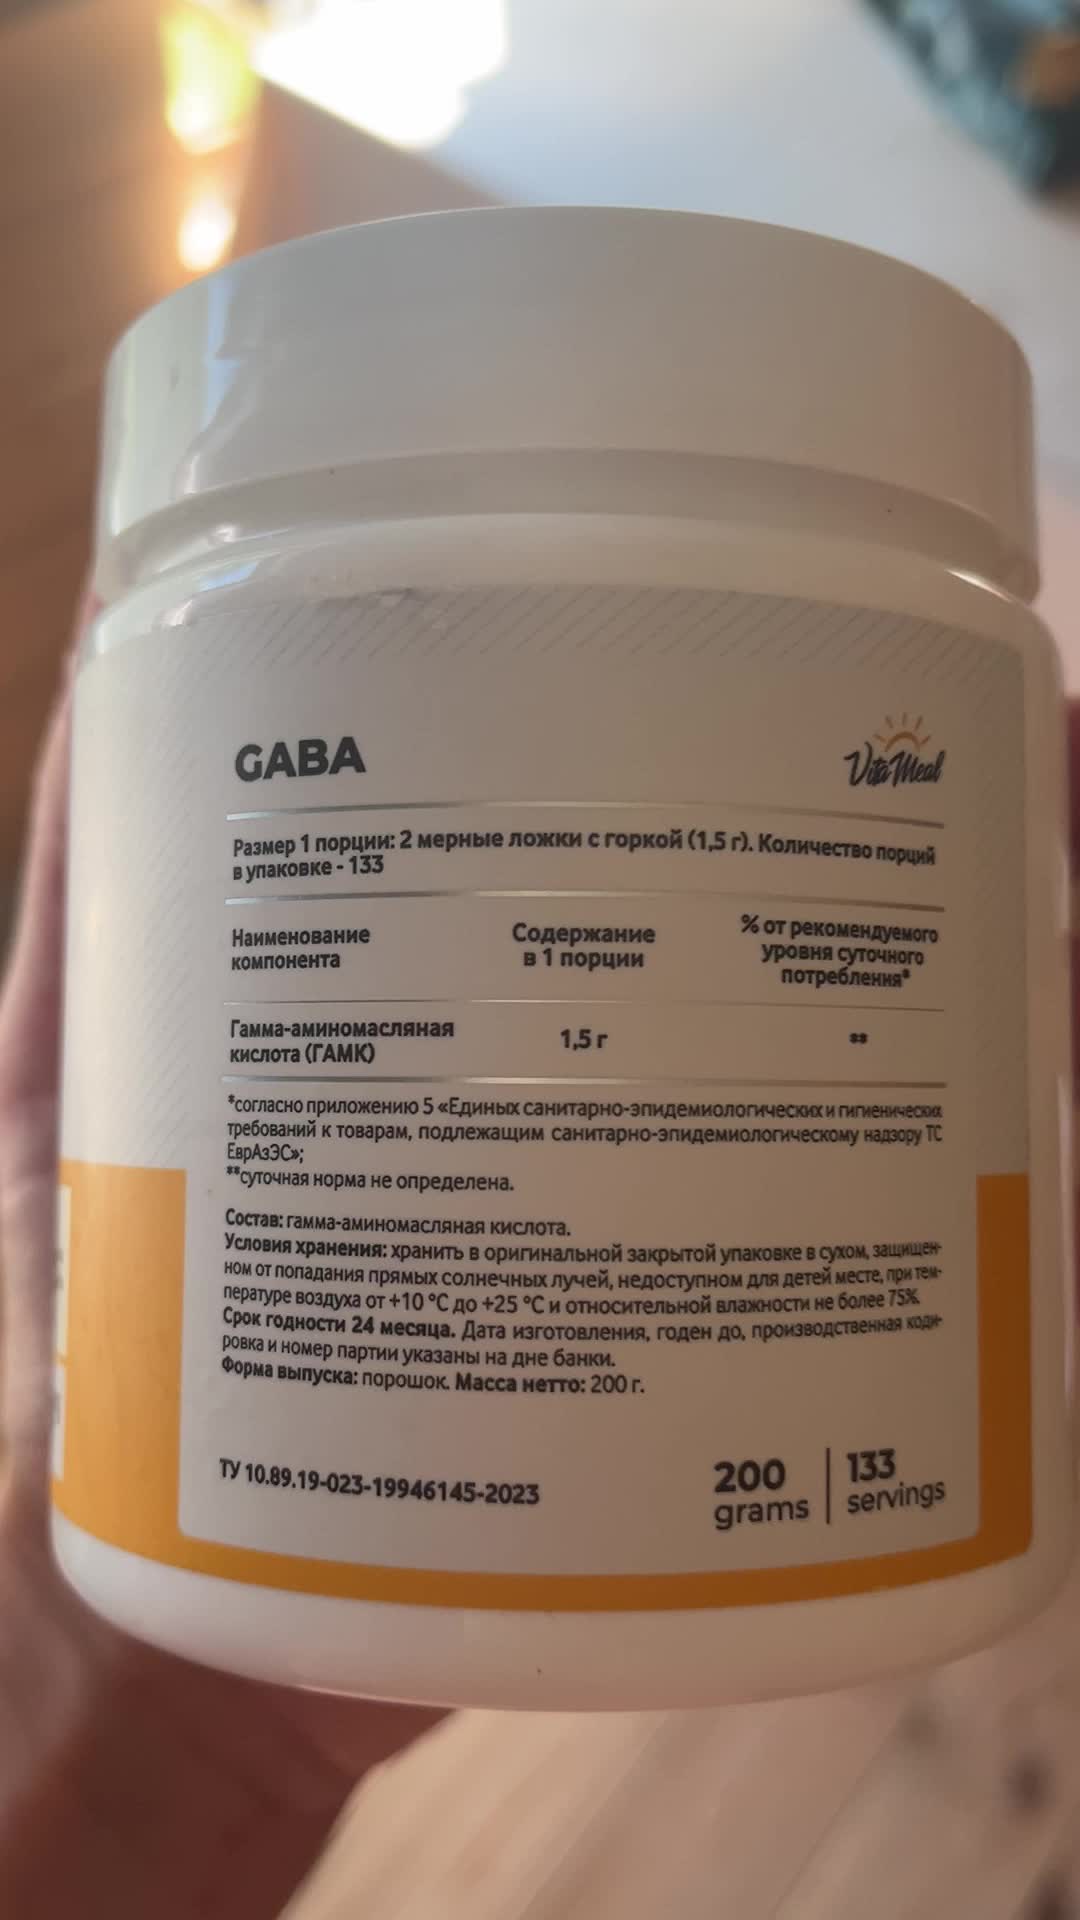 GABA
Vita Meal
Размер 1 порции: 2 мерные ложки с горкой (1,5 г). Количество порций
в упаковке - 133
Наименование
компонента
Содержание
в 1 порции
% от рекомендуемого
уровня суточного
потребления*
Гамма-аминомасляная
кислота (ГАМК)
1,5 г
**
*согласно приложению 5 «Единых санитарно-эпидемиологических и гигиенических
требований к товарам, подлежащим санитарно-эпидемиологическому надзору ТС
ЕврАзЭС»;
**суточная норма не определена.
Состав: гамма-аминомасляная кислота.
Условия хранения: хранить в оригинальной закрытой упаковке в сухом, защищен-
ном от попадания прямых солнечных лучей, недоступном для детей месте, при тем-
пературе воздуха от +10 °С до +25 °С и относительной влажности не более 75%.
Срок годности 24 месяца. Дата изготовления, годен до, производственная коди-
ровка и номер партии указаны на дне банки.
Форма выпуска: порошок. Масса нетто: 200 г.
ТУ 10.89.19-023-19946145-2023
200
grams
133
servings